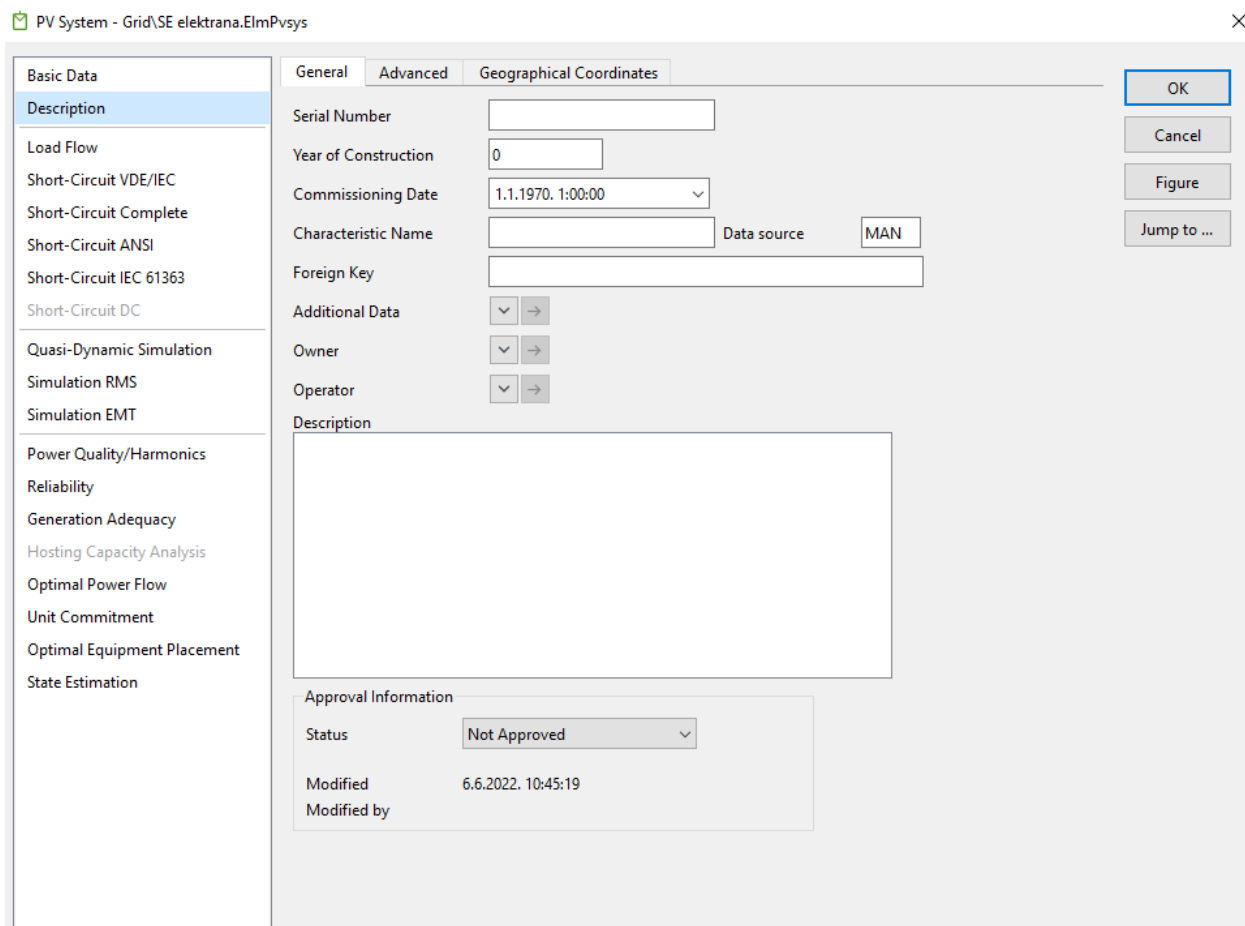 PV System - Grid\SE elektrana.ElmPvsys
Basic Data
Description
Load Flow
Short-Circuit VDE/IEC
Short-Circuit Complete
Short-Circuit ANSI
Short-Circuit IEC 61363
Short-Circuit DC
Quasi-Dynamic Simulation
Simulation RMS
Simulation EMT
Power Quality/Harmonics
Reliability
Generation Adequacy
Hosting Capacity Analysis
Optimal Power Flow
Unit Commitment
Optimal Equipment Placement
State Estimation
General Advanced Geographical Coordinates
Serial Number
Year of Construction 0
Commissioning Date 1.1.1970. 1:00:00
Characteristic Name Data source MAN
Foreign Key
Additional Data
Owner
Operator
Description
Approval Information
Status Not Approved
Modified 6.6.2022. 10:45:19
Modified by
OK
Cancel
Figure
Jump to ...